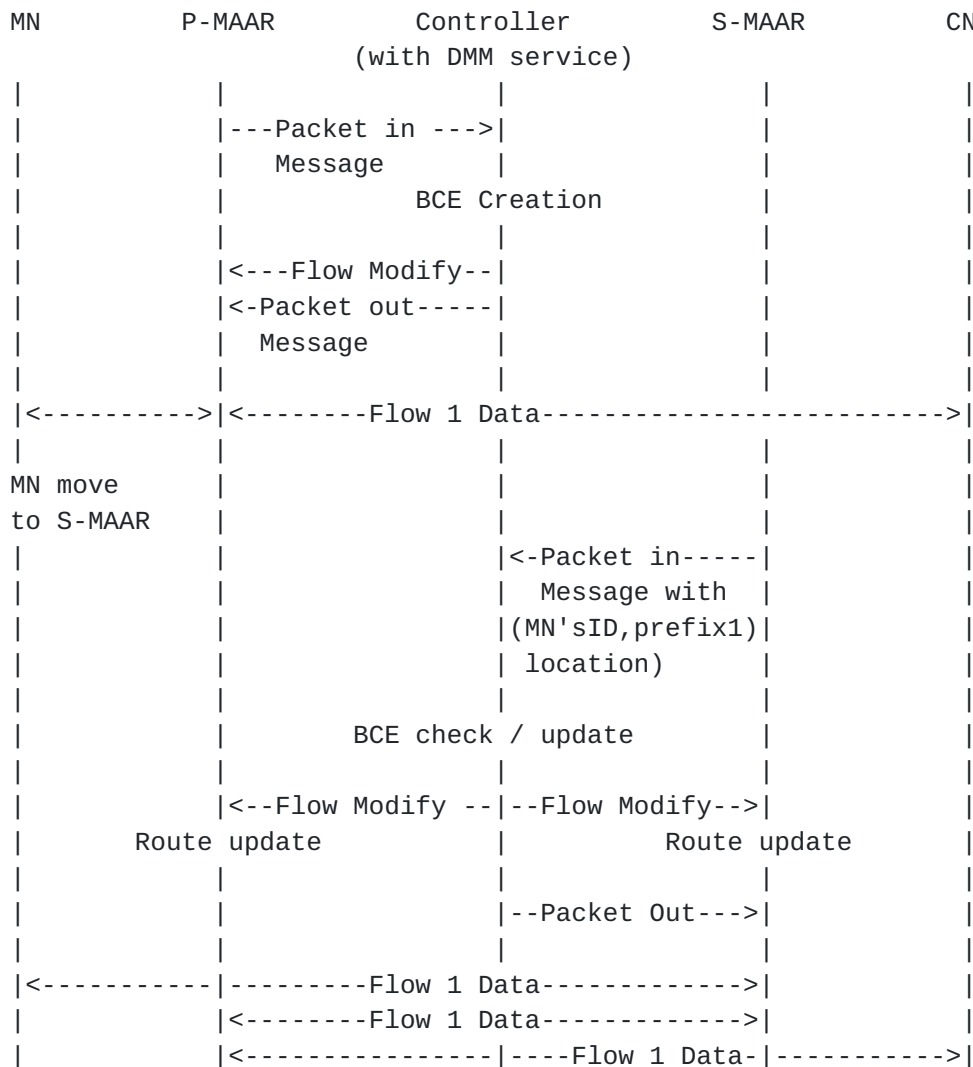 MN         P-MAAR         Controller         S-MAAR        CN
                      (with DMM service)
|            |                 |                |            |
|            |---Packet in --->|                |            |
|            |   Message       |                |            |
|            |           BCE Creation           |            |
|            |                 |                |            |
|            |<---Flow Modify--|                |            |
|            |<-Packet out-----|                |            |
|            |  Message        |                |            |
|            |                 |                |            |
|<---------->|<--------Flow 1 Data-------------------------->|
|            |                 |                |            |
MN move      |                 |                |            |
to S-MAAR    |                 |                |            |
|            |                 |<-Packet in-----|            |
|            |                 |  Message with  |            |
|            |                 |(MN'sID,prefix1)|            |
|            |                 | location)      |            |
|            |                 |                |            |
|            |        BCE check / update        |            |
|            |                 |                |            |
|            |<--Flow Modify --|--Flow Modify-->|            |
|       Route update           |          Route update       |
|            |                 |                |            |
|            |                 |--Packet Out--->|            |
|            |                 |                |            |
|<-----------|---------Flow 1 Data------------->|            |
|            |<--------Flow 1 Data------------->|            |
|            |<----------------|----Flow 1 Data-|----------->|